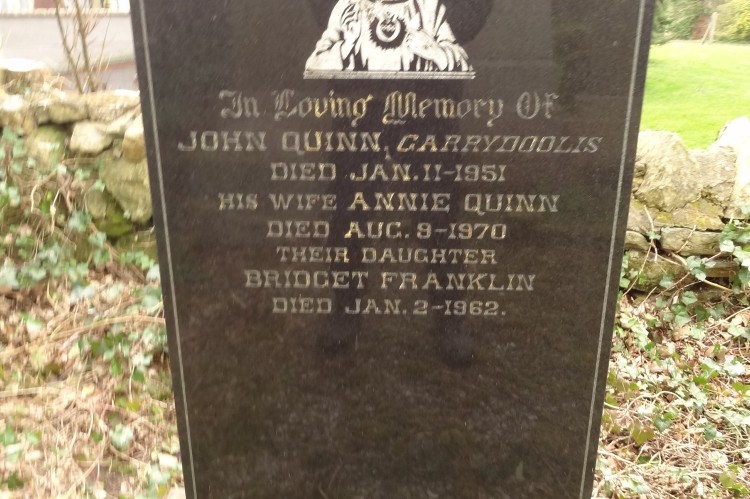 In Loving Memory Of
JOHN QUINN, GARRYDOOLIS
DIED JAN. 11-1951
HIS WIFE ANNIE QUINN
DIED AUG. 9-1970
THEIR DAUGHTER
BRIDGET FRANKLIN
DIED JAN. 2-1962.